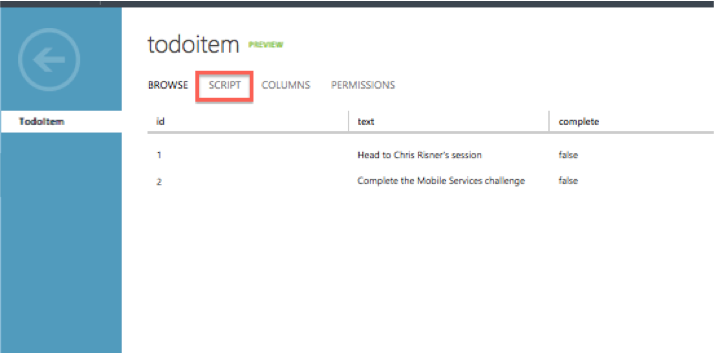 todoitem PREVIEW
BROWSE SCRIPT COLUMNS PERMISSIONS
TodoItem
id text complete
1 Head to Chris Risner's session false
2 Complete the Mobile Services challenge false